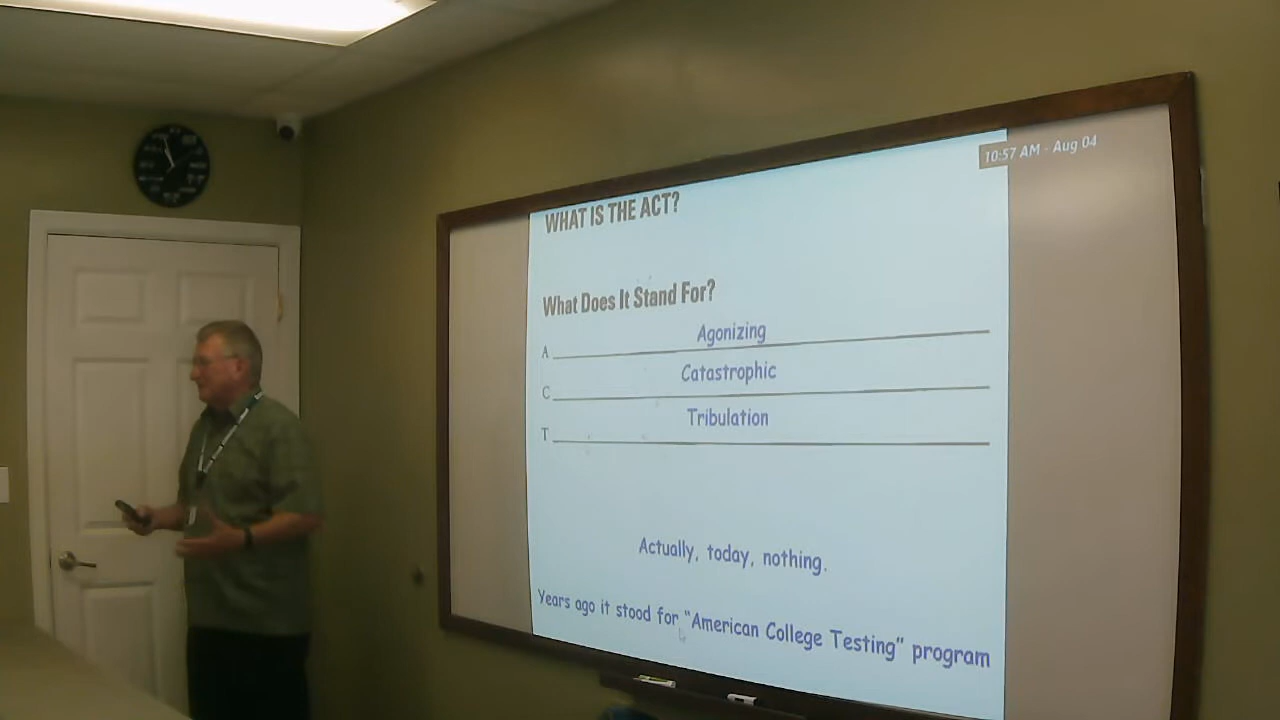 10:57 AM - Aug 04
WHAT IS THE ACT?
What Does It Stand For?
A Agonizing
C Catastrophic
T Tribulation
Actually, today, nothing.
Years ago it stood for "American College Testing" program